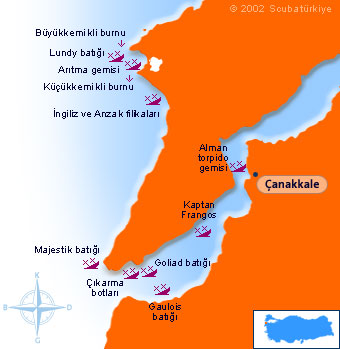 © 2002 Scubatürkiye
Büyükkemikli burnu
Lundy batığı
Arıtma gemisi
Küçükkemikli burnu
İngiliz ve Anzak filikaları
Alman
torpido
gemisi
Çanakkale
Kaptan
Frangos
Majestik batığı
Goliad batığı
Çıkarma
botları
Gaulois
batığı
K
B
D
G